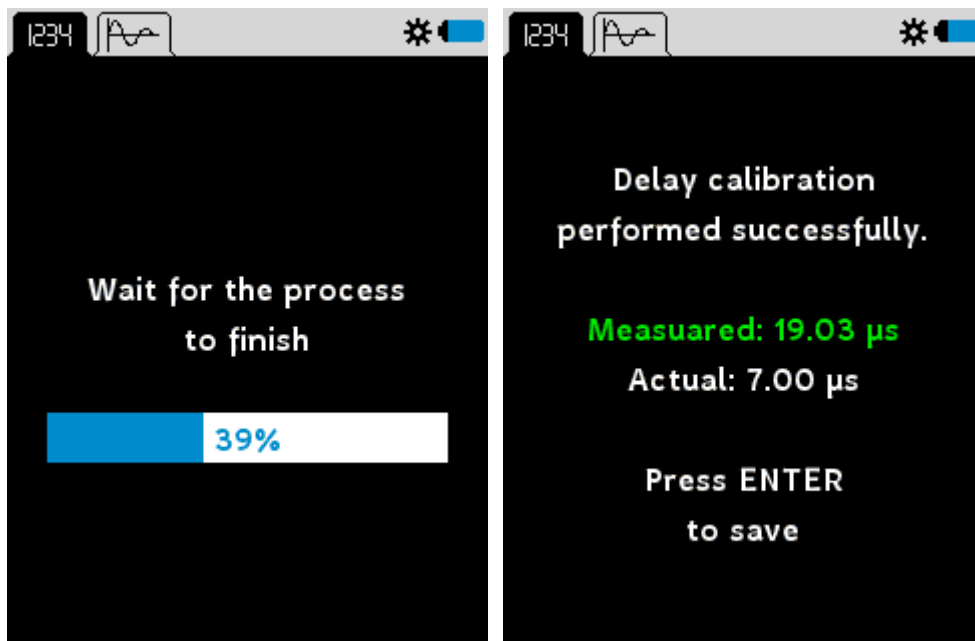 1234
Wait for the process
to finish
39%
1234
Delay calibration
performed successfully.
Measuared: 19.03 µs
Actual: 7.00 µs
Press ENTER
to save